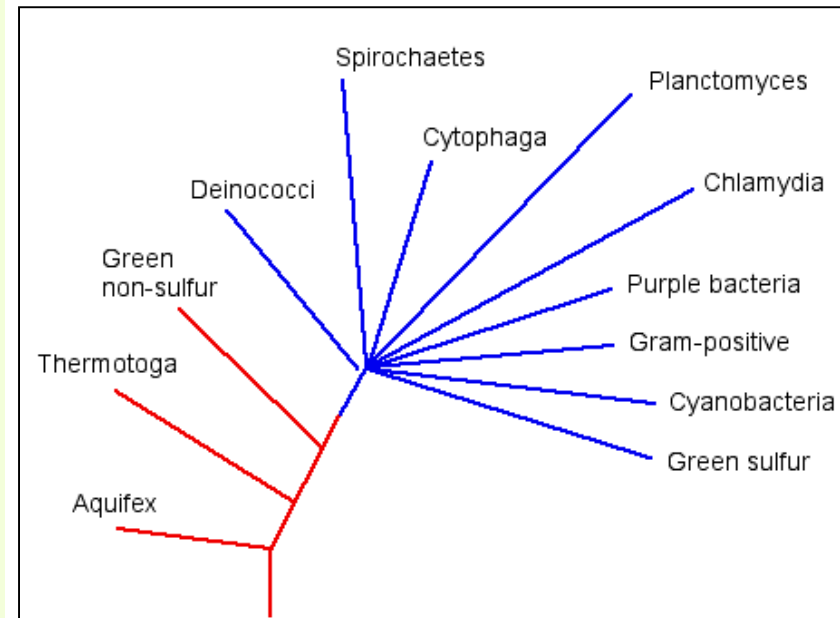 Spirochaetes
Planctomyces
Cytophaga
Chlamydia
Deinococci
Green
non-sulfur
Purple bacteria
Gram-positive
Thermotoga
Cyanobacteria
Green sulfur
Aquifex